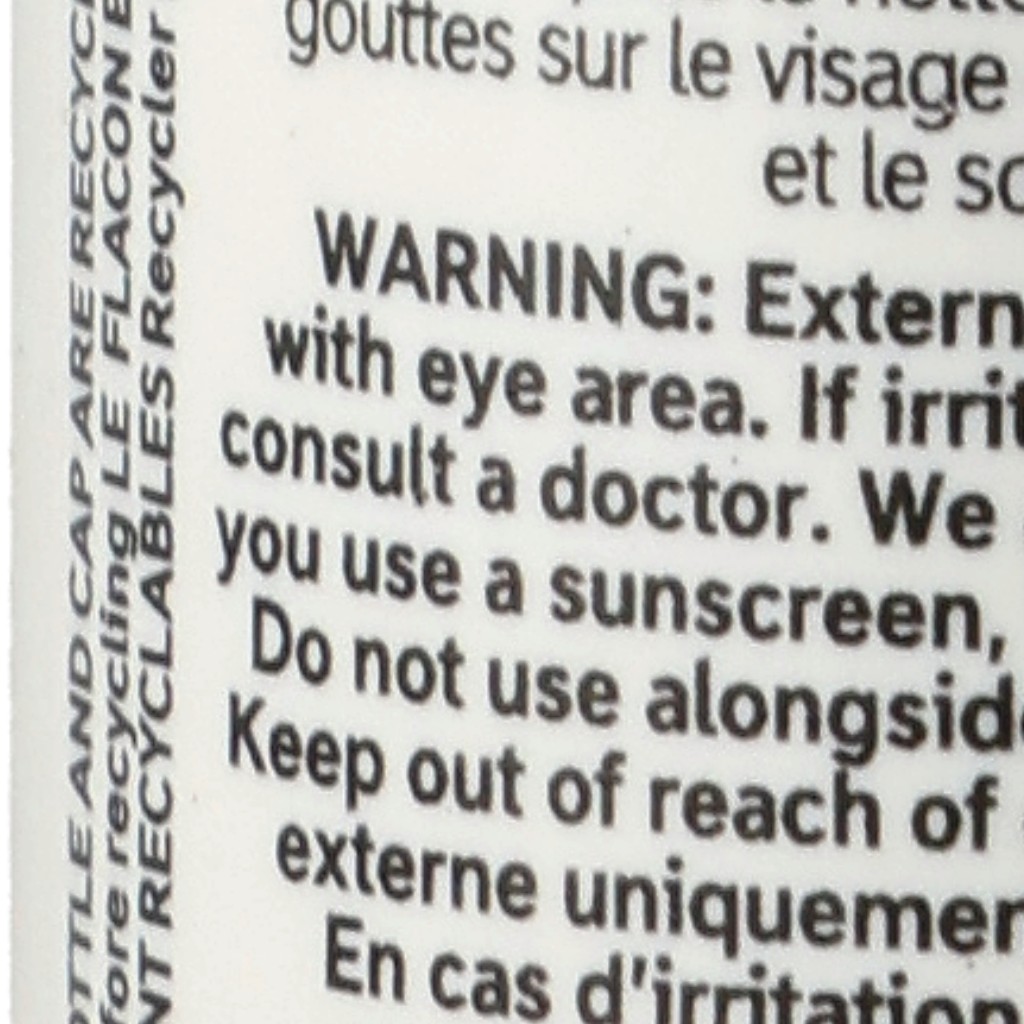 gouttes sur le visage
et le
WARNING: Extern
with eye area. If irrit
consult a doctor. We
you use a sunscreen,
Do not use alongside
Keep out of reach of
externe uniquemen
En cas d'irritation
OTTLE AND CAP ARE RECYC
fore recycling LE FLACON E
NT RECYCLABLES Recycler